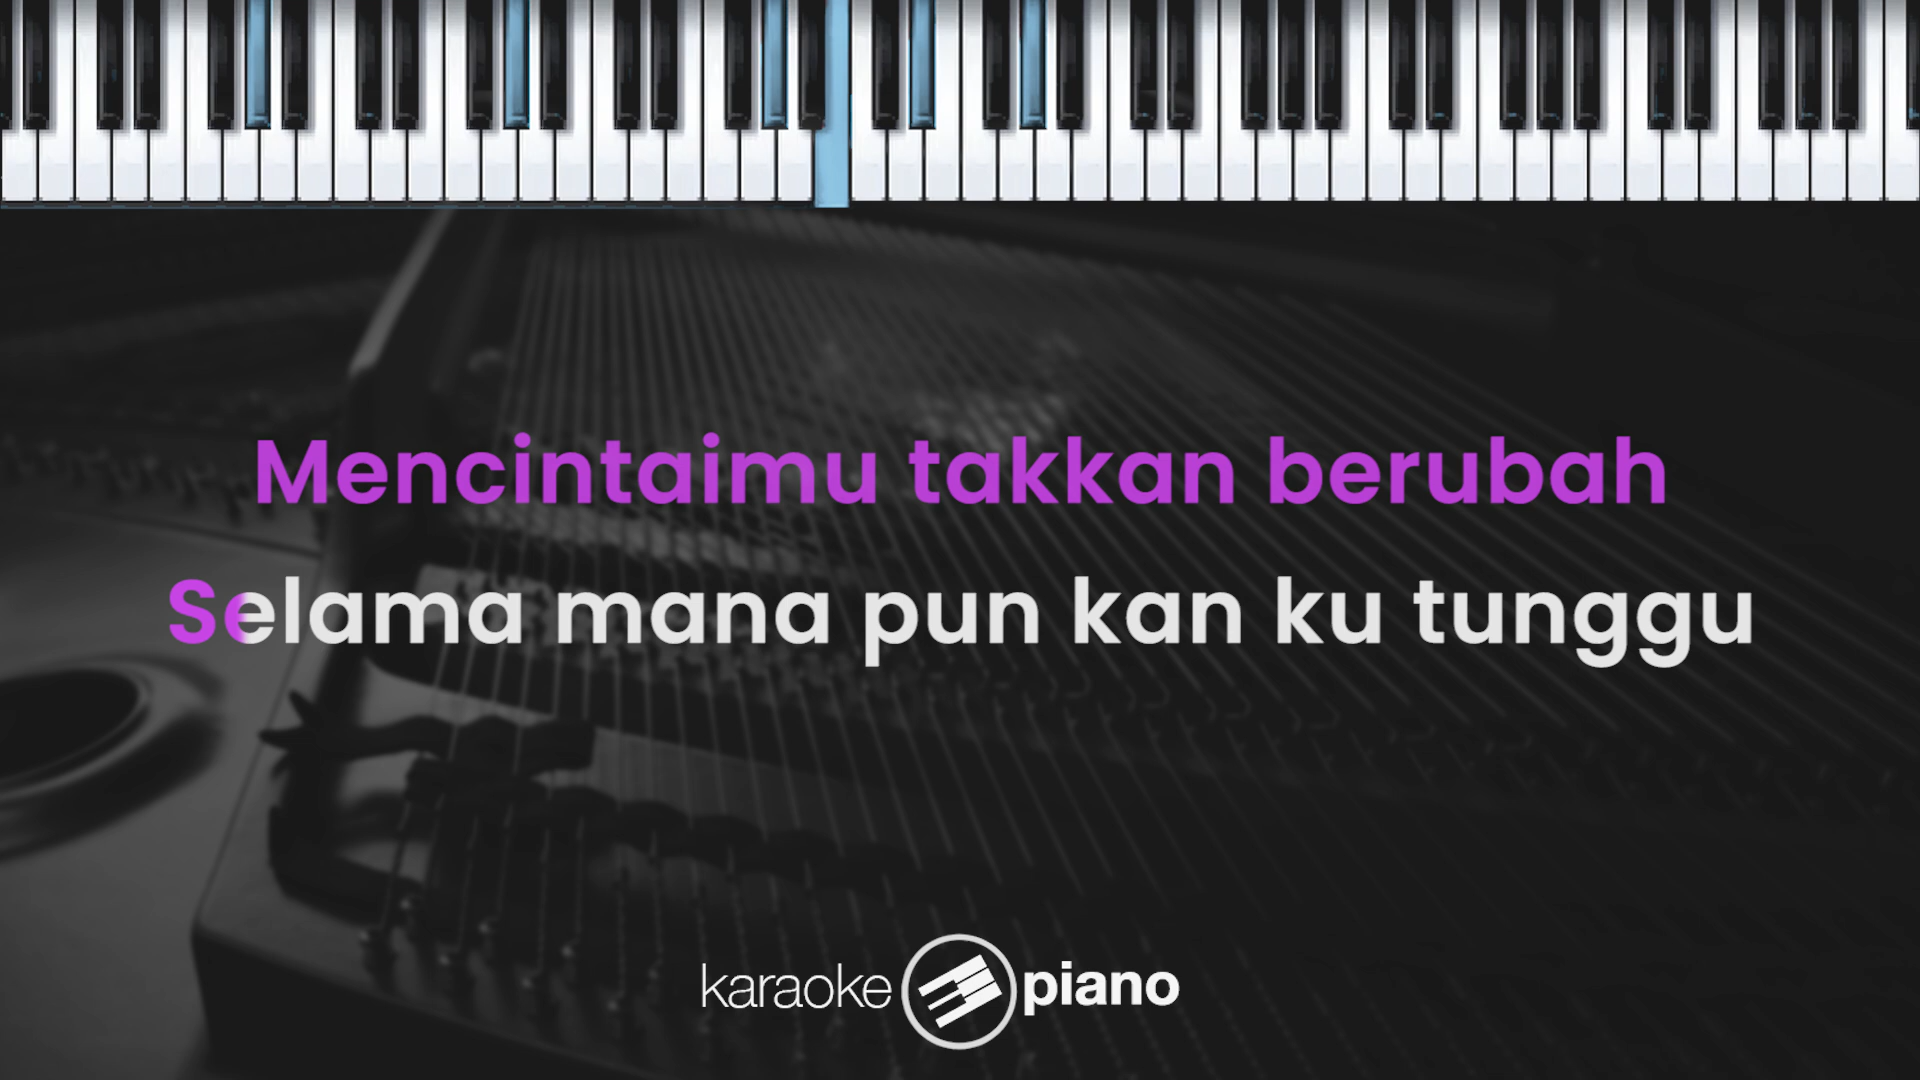 Mencintaimu takkan berubah
Selama mana pun kan ku tunggu
karaoke piano